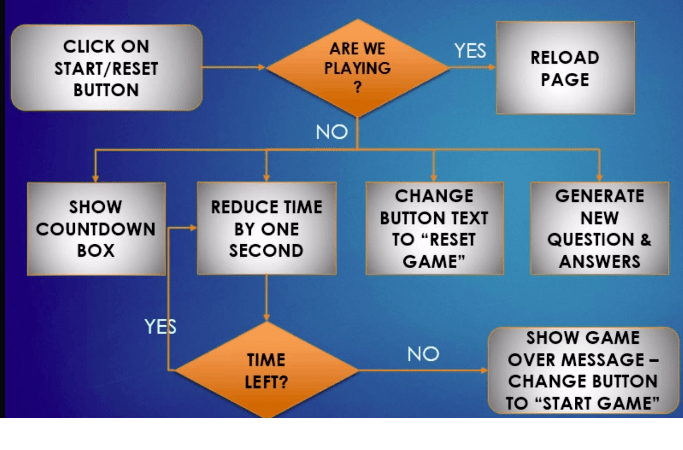 CLICK ON
START/RESET
BUTTON
ARE WE
PLAYING
?
YES
RELOAD
PAGE
NO
SHOW
COUNTDOWN
BOX
REDUCE TIME
BY ONE
SECOND
CHANGE
BUTTON TEXT
TO “RESET
GAME”
GENERATE
NEW
QUESTION &
ANSWERS
YES
TIME
LEFT?
NO
SHOW GAME
OVER MESSAGE –
CHANGE BUTTON
TO “START GAME”